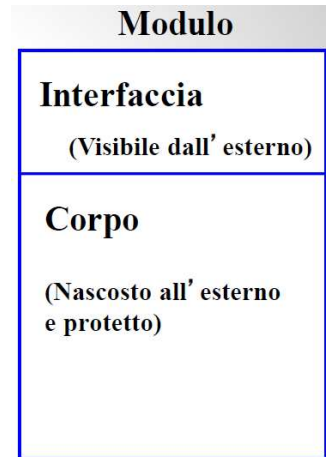 Modulo
Interfaccia
(Visibile dall’ esterno)
Corpo
(Nascosto all’ esterno
e protetto)